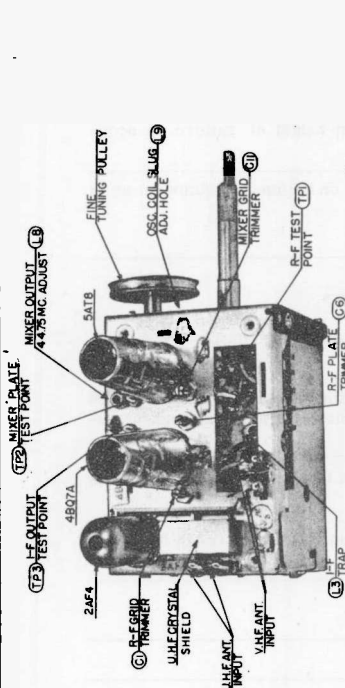 TP3 I-F OUTPUT
TEST POINT
TP2 MIXER PLATE
TEST POINT
MIXER OUTPUT L8
44.75 MC. ADJUST
FINE
TUNING PULLEY
OSC. COIL SLUG L9
ADJ. HOLE
2AF4
4BQ7A
5AT8
C1 R-F GRID
TRIMMER
U.H.F CRYSTAL
SHIELD
U.H.F. ANT.
INPUT
V.H.F. ANT.
INPUT
L3 I-F
TRAP
R-F PLATE C6
TRIMMER
R-F TEST TP1
POINT
MIXER GRID C11
TRIMMER